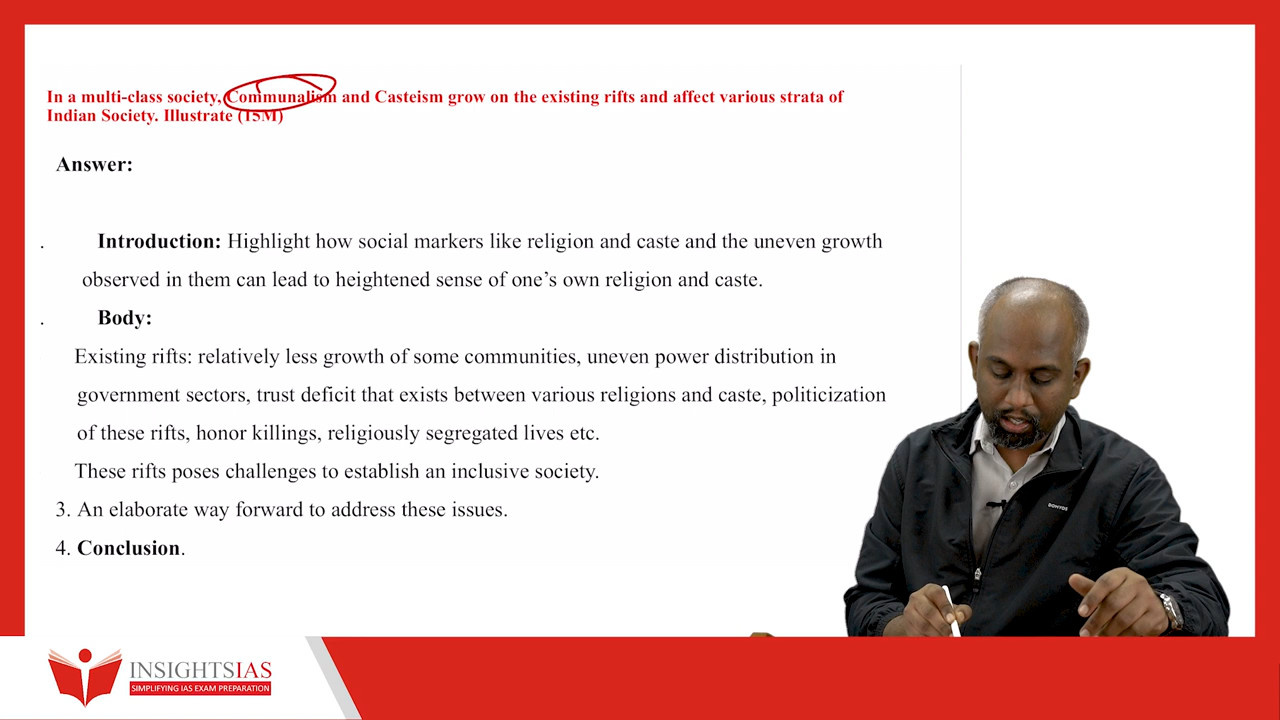 In a multi-class society, Communalism and Casteism grow on the existing rifts and affect various strata of
Indian Society. Illustrate (15M)
Answer:
. Introduction: Highlight how social markers like religion and caste and the uneven growth
observed in them can lead to heightened sense of one’s own religion and caste.
. Body:
Existing rifts: relatively less growth of some communities, uneven power distribution in
government sectors, trust deficit that exists between various religions and caste, politicization
of these rifts, honor killings, religiously segregated lives etc.
These rifts poses challenges to establish an inclusive society.
3. An elaborate way forward to address these issues.
4. Conclusion.
DONYOS
INSIGHTSIAS
SIMPLIFYING IAS EXAM PREPARATION